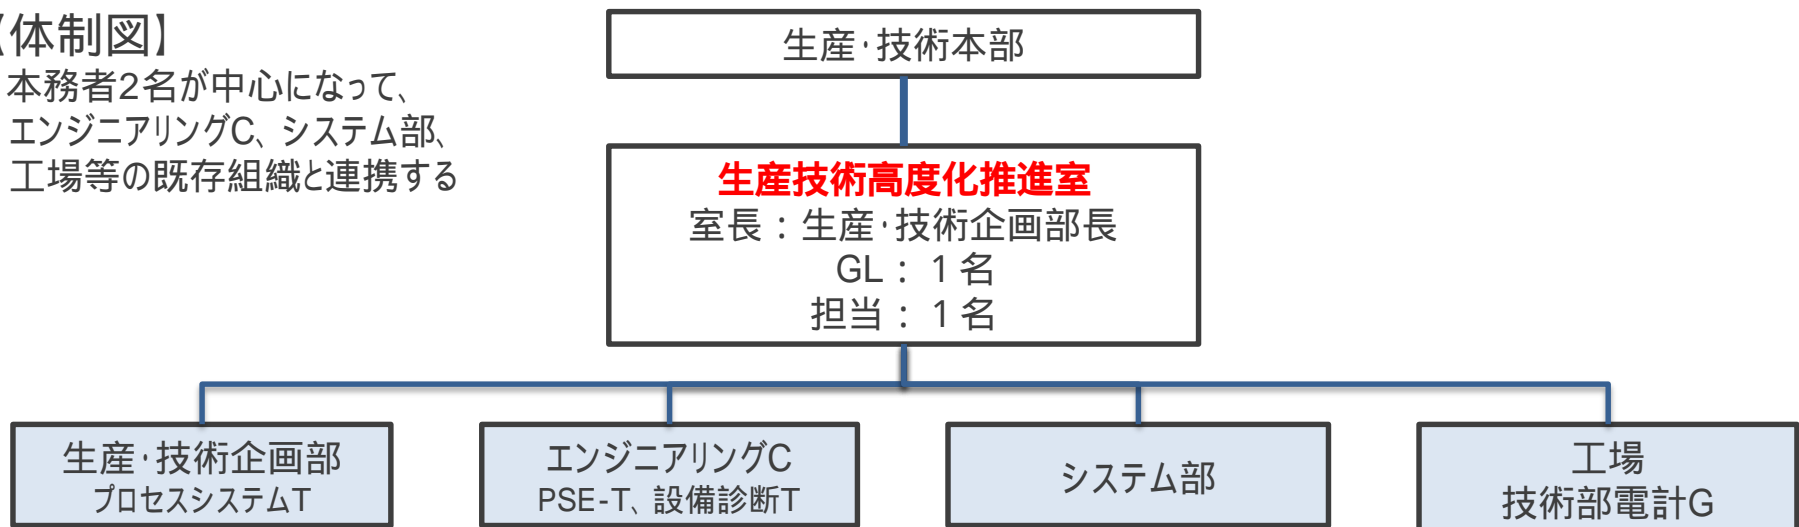 【体制図】
本務者2名が中心になって、
エンジニアリングC、システム部、
工場等の既存組織と連携する
生産・技術本部
生産技術高度化推進室
室長：生産・技術企画部長
GL：1名
担当：1名
生産・技術企画部
プロセスシステムT
エンジニアリングC
PSE-T、設備診断T
システム部
工場
技術部電計G